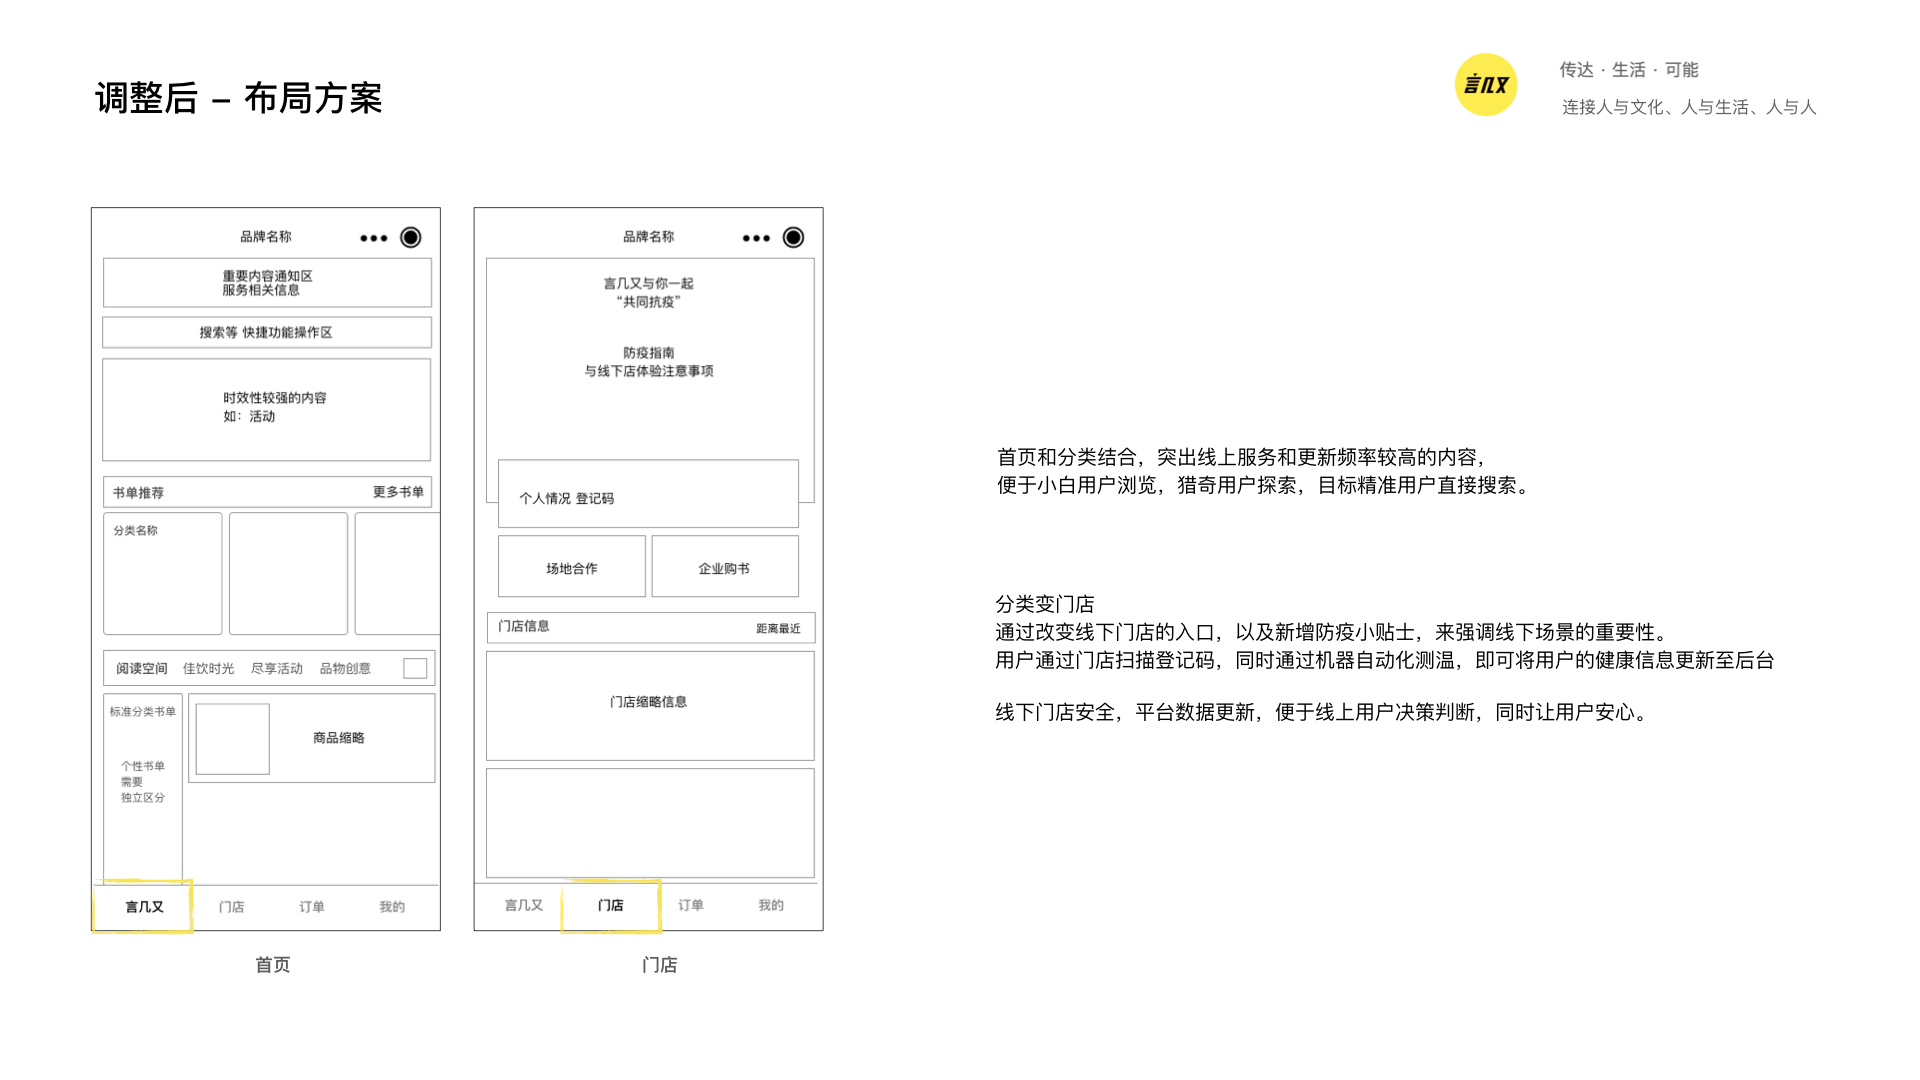 调整后 – 布局方案
言几又
传达 · 生活 · 可能
连接人与文化、人与生活、人与人
品牌名称
重要内容通知区
服务相关信息
搜索等 快捷功能操作区
时效性较强的内容
如：活动
书单推荐 更多书单
分类名称
阅读空间 佳饮时光 尽享活动 品物创意
标准分类书单
个性书单
需要
独立区分
商品缩略
言几又 门店 订单 我的
首页
品牌名称
言几又与你一起
“共同抗疫”
防疫指南
与线下店体验注意事项
个人情况 登记码
场地合作 企业购书
门店信息 距离最近
门店缩略信息
言几又 门店 订单 我的
门店
首页和分类结合，突出线上服务和更新频率较高的内容，
便于小白用户浏览，猎奇用户探索，目标精准用户直接搜索。
分类变门店
通过改变线下门店的入口，以及新增防疫小贴士，来强调线下场景的重要性。
用户通过门店扫描登记码，同时通过机器自动化测温，即可将用户的健康信息更新至后台
线下门店安全，平台数据更新，便于线上用户决策判断，同时让用户安心。